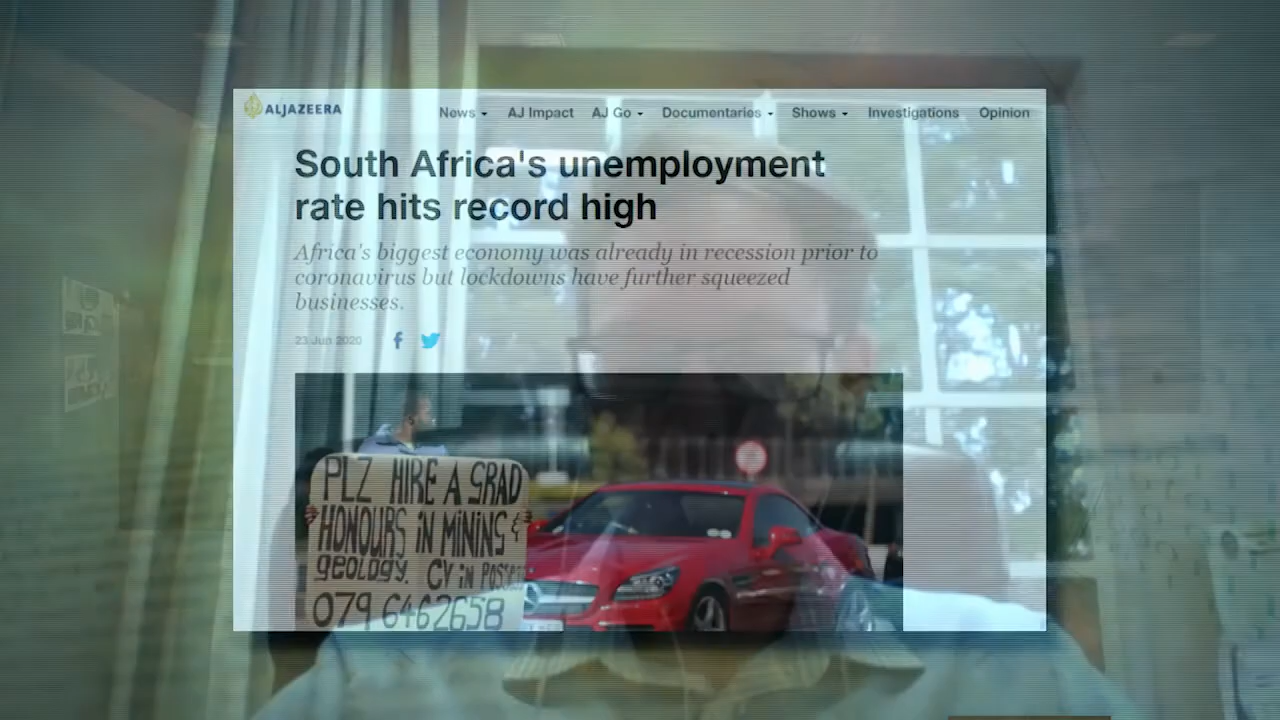 ALJAZEERA
News AJ Impact AJ Go Documentaries Shows Investigations Opinion
South Africa's unemployment
rate hits record high
Africa's biggest economy was already in recession prior to
coronavirus but lockdowns have further squeezed
businesses.
23 Jun 2020
PLZ HIRE A GRAD
HONOURS IN MINING &
geology. CV IN
079 6462658